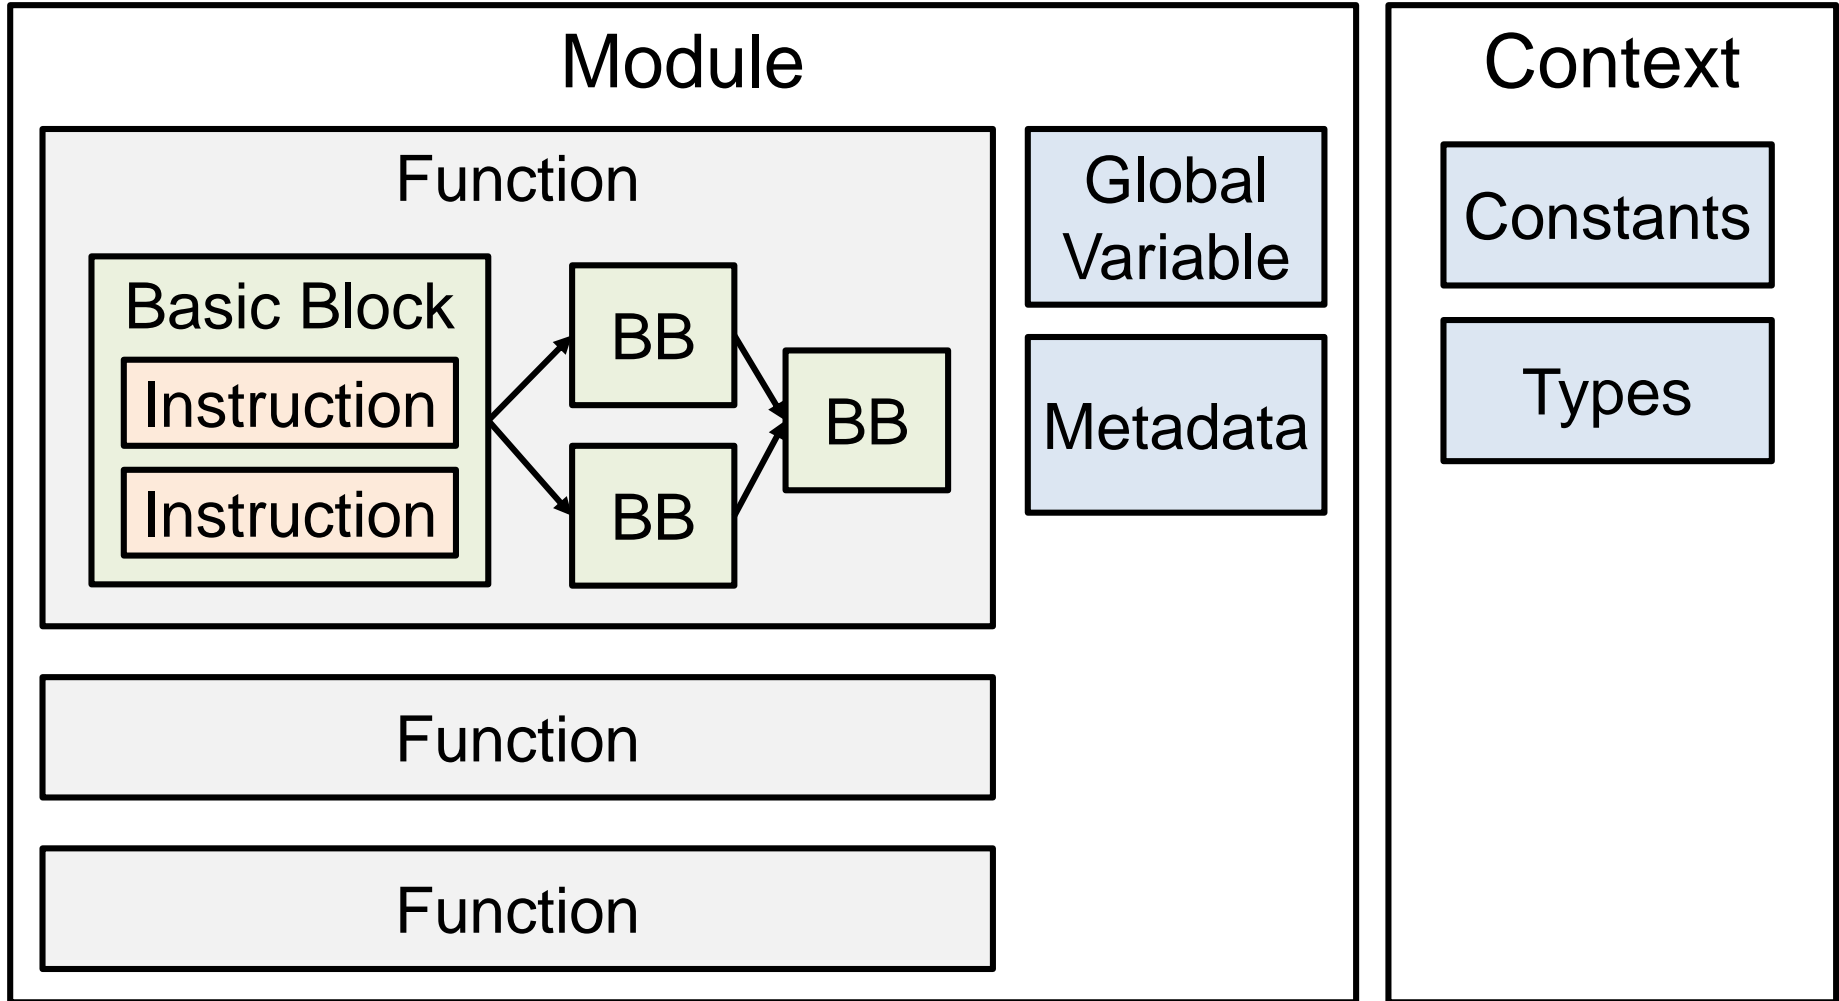 Module
Function
Basic Block
Instruction
Instruction
BB
BB
BB
Function
Function
Global
Variable
Metadata
Context
Constants
Types